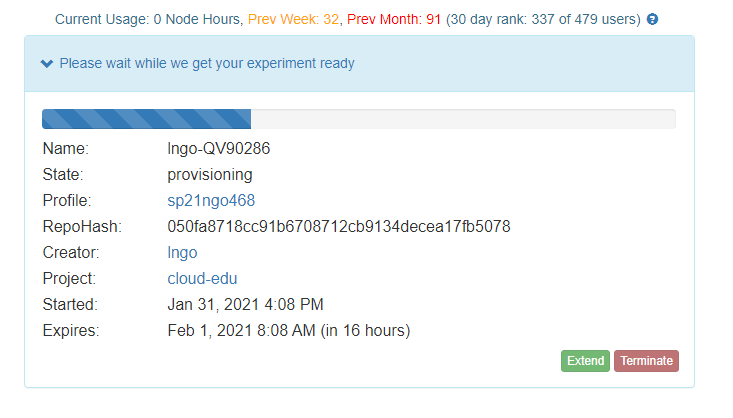 Current Usage: 0 Node Hours, Prev Week: 32, Prev Month: 91 (30 day rank: 337 of 479 users)
Please wait while we get your experiment ready
Name: lngo-QV90286
State: provisioning
Profile: sp21ngo468
RepoHash: 050fa8718cc91b6708712cb9134decea17fb5078
Creator: lngo
Project: cloud-edu
Started: Jan 31, 2021 4:08 PM
Expires: Feb 1, 2021 8:08 AM (in 16 hours)
Extend Terminate